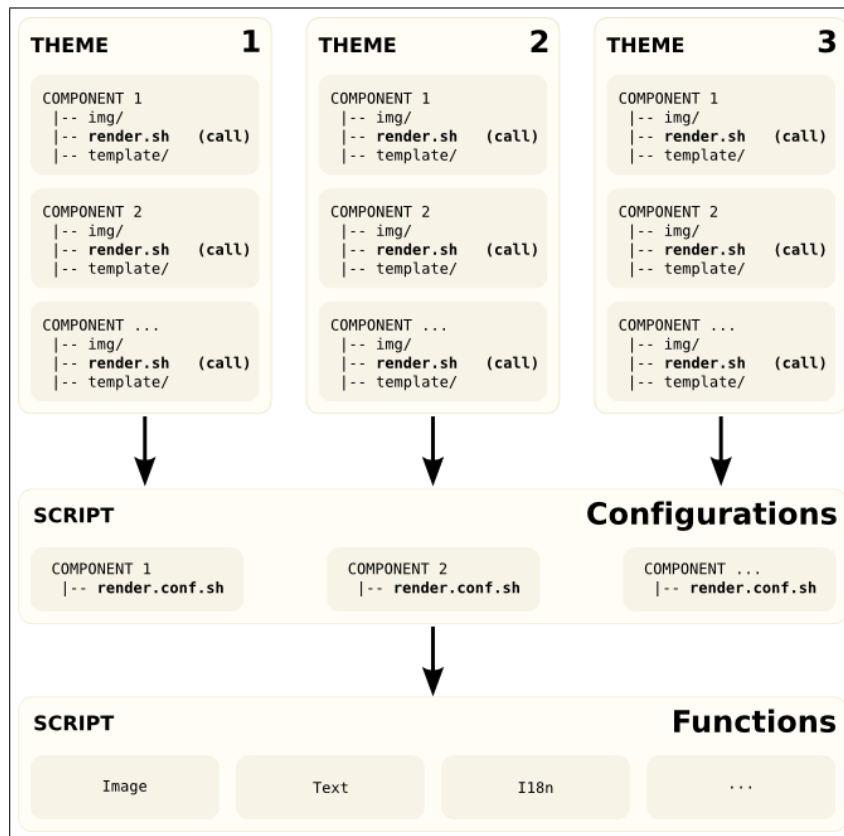 THEME 1
COMPONENT 1
|-- img/
|-- render.sh (call)
|-- template/
COMPONENT 2
|-- img/
|-- render.sh (call)
|-- template/
COMPONENT ...
|-- img/
|-- render.sh (call)
|-- template/
THEME 2
COMPONENT 1
|-- img/
|-- render.sh (call)
|-- template/
COMPONENT 2
|-- img/
|-- render.sh (call)
|-- template/
COMPONENT ...
|-- img/
|-- render.sh (call)
|-- template/
THEME 3
COMPONENT 1
|-- img/
|-- render.sh (call)
|-- template/
COMPONENT 2
|-- img/
|-- render.sh (call)
|-- template/
COMPONENT ...
|-- img/
|-- render.sh (call)
|-- template/
SCRIPT Configurations
COMPONENT 1
|-- render.conf.sh
COMPONENT 2
|-- render.conf.sh
COMPONENT ...
|-- render.conf.sh
SCRIPT Functions
Image
Text
I18n
...